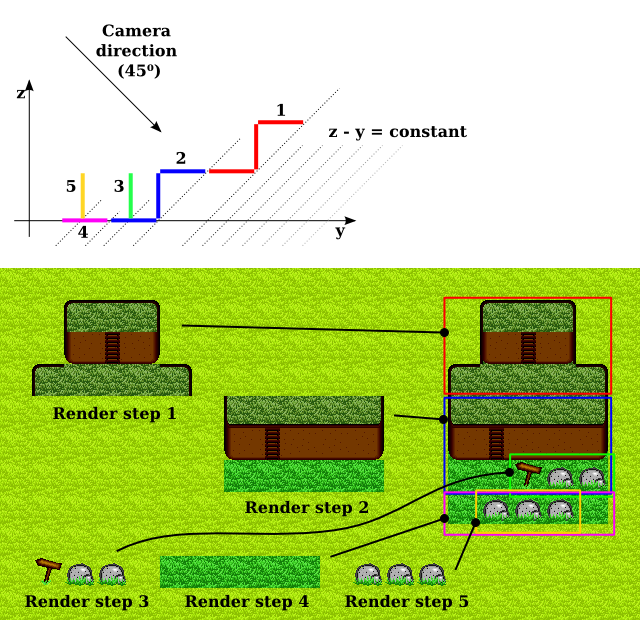 Camera
direction
(45º)
z
1
z - y = constant
2
5
3
4
y
Render step 1
Render step 2
Render step 3
Render step 4
Render step 5